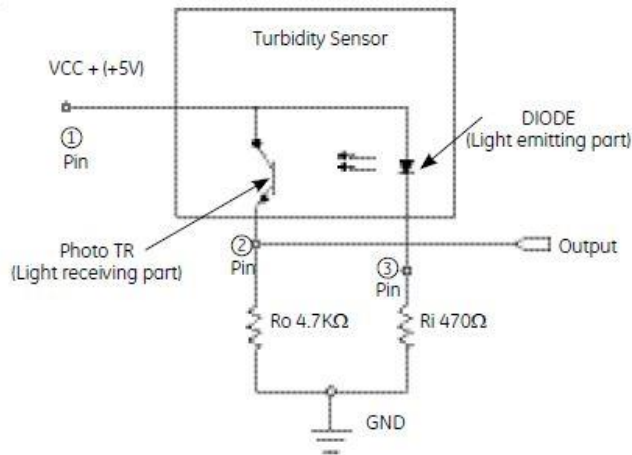 Turbidity Sensor
VCC + (+5V)
①
Pin
DIODE
(Light emitting part)
Photo TR
(Light receiving part)
②
Pin
Output
③
Pin
Ro 4.7KΩ
Ri 470Ω
GND